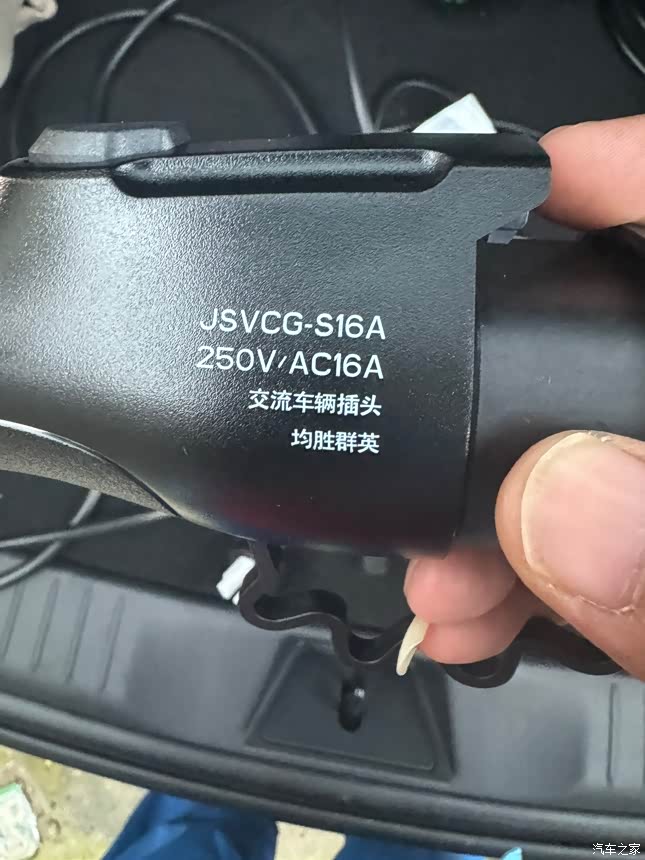 JSVCG-S16A
250V/AC16A
交流车辆插头
均胜群英
汽车之家